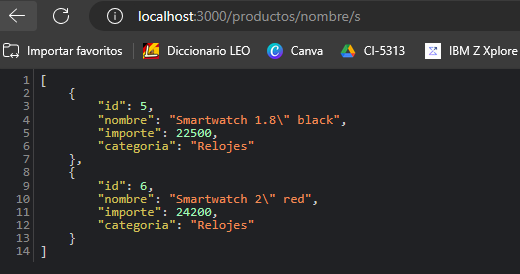 localhost:3000/productos/nombre/s
Importar favoritos Diccionario LEO Canva CI-5313 IBM Z Xplore
1 [
2     {
3         "id": 5,
4         "nombre": "Smartwatch 1.8\" black",
5         "importe": 22500,
6         "categoria": "Relojes"
7     },
8     {
9         "id": 6,
10         "nombre": "Smartwatch 2\" red",
11         "importe": 24200,
12         "categoria": "Relojes"
13     }
14 ]